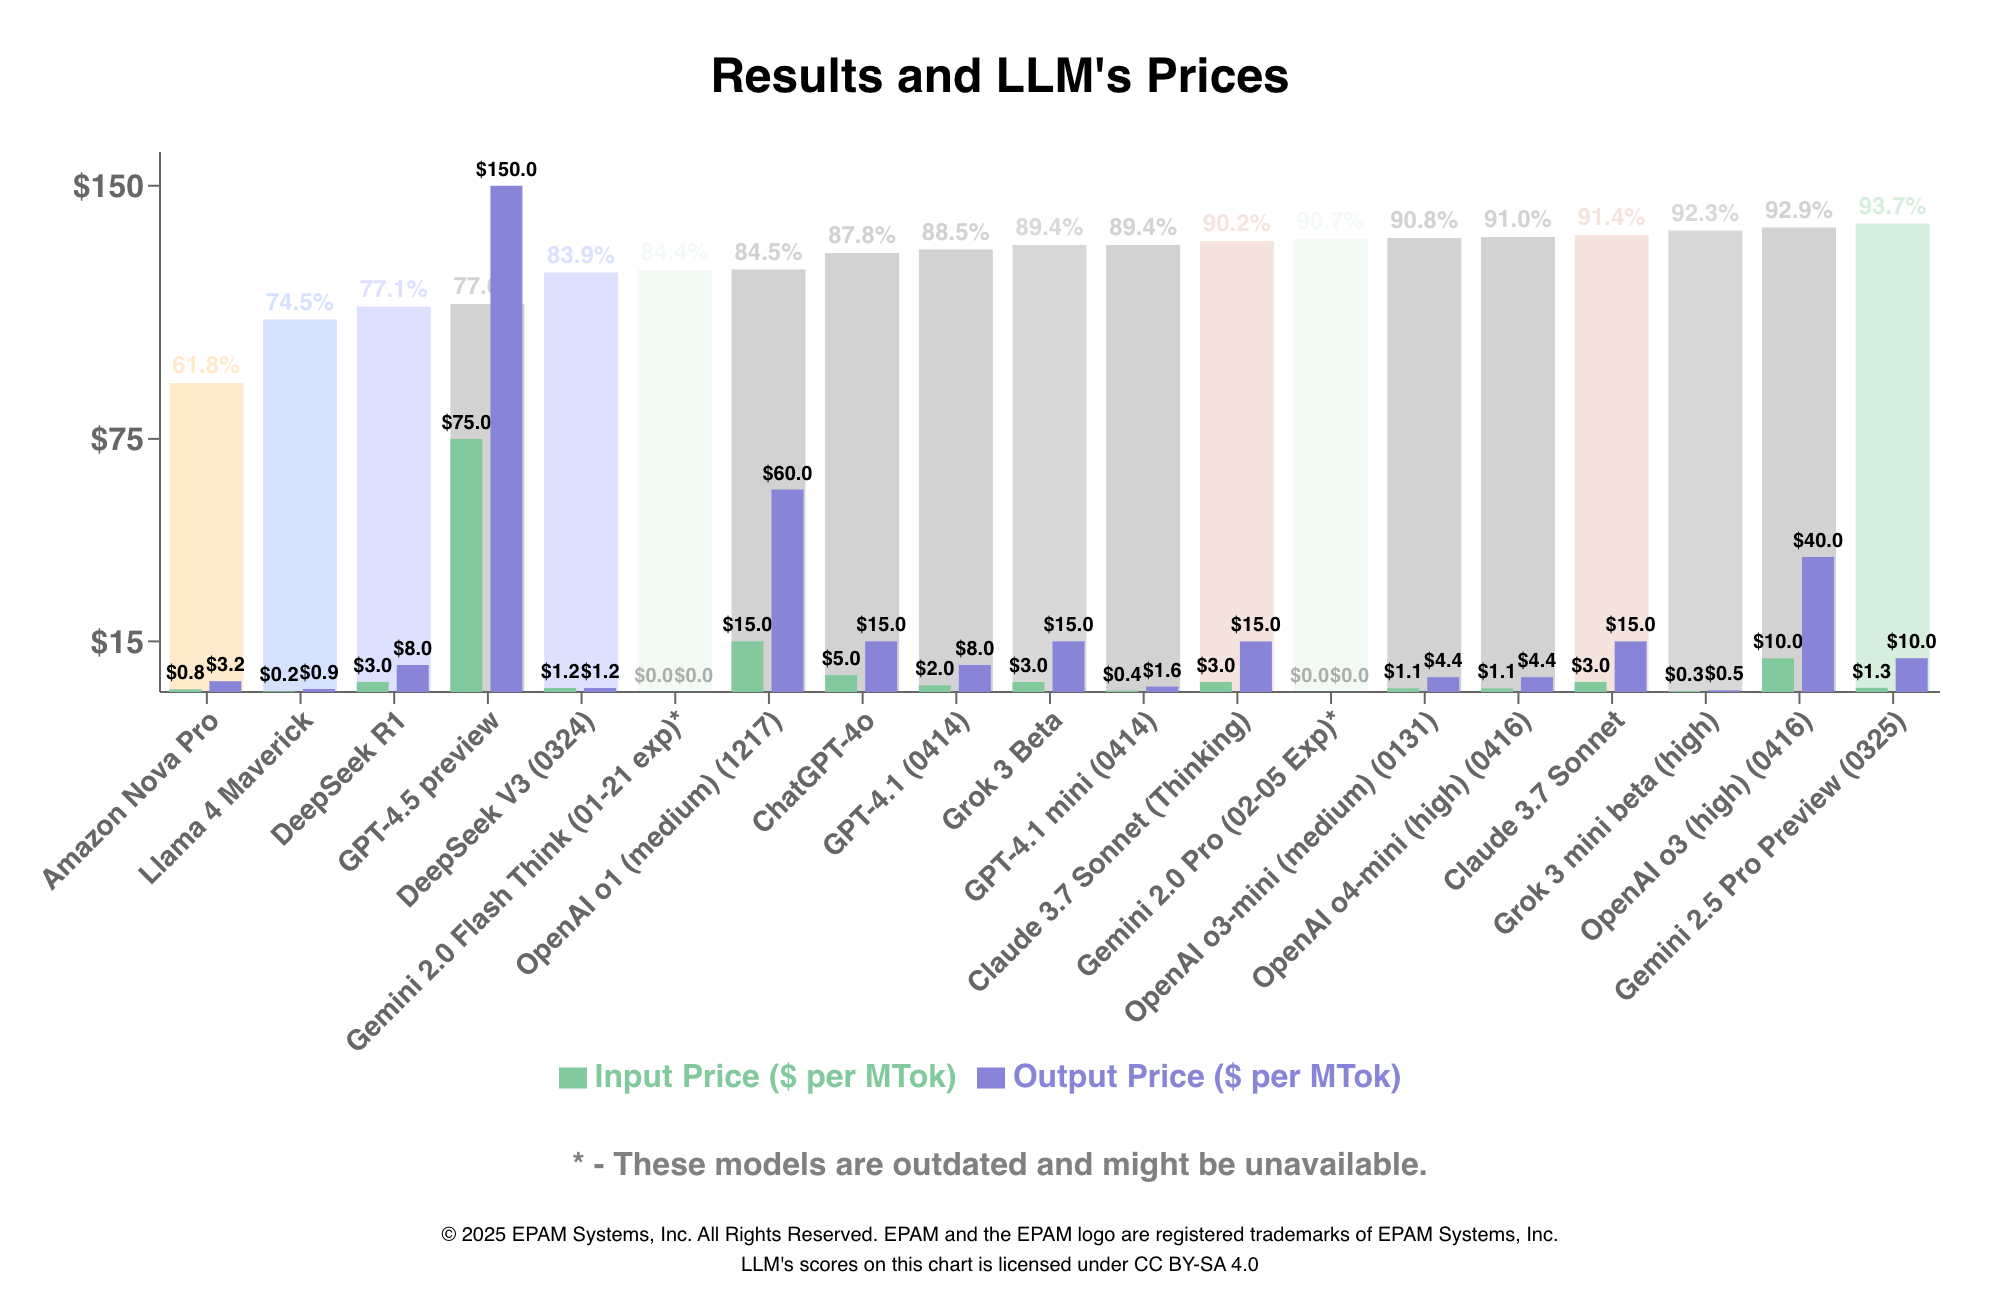 Results and LLM's Prices
$150
$75
$15
61.8%
74.5%
77.1%
83.9%
84.4%
84.5%
87.8%
88.5%
89.4%
89.4%
90.2%
90.7%
90.8%
91.0%
91.4%
92.3%
92.9%
93.7%
$0.8 $3.2
$0.2 $0.9
$3.0 $8.0
$75.0 $150.0
$1.2 $1.2
$0.0 $0.0
$15.0 $60.0
$5.0 $15.0
$2.0 $8.0
$3.0 $15.0
$0.4 $1.6
$3.0 $15.0
$0.0 $0.0
$1.1 $4.4
$1.1 $4.4
$3.0 $15.0
$0.3 $0.5
$10.0 $40.0
$1.3 $10.0
Amazon Nova Pro
Llama 4 Maverick
DeepSeek R1
GPT-4.5 preview
DeepSeek V3 (0324)
Gemini 2.0 Flash Think (01-21 exp)*
OpenAI o1 (medium) (1217)
ChatGPT-4o
GPT-4.1 (0414)
Grok 3 Beta
GPT-4.1 mini (0414)
Claude 3.7 Sonnet (Thinking)
Gemini 2.0 Pro (02-05 Exp)*
OpenAI o3-mini (medium) (0131)
OpenAI o4-mini (high) (0416)
Claude 3.7 Sonnet
Grok 3 mini beta (high)
OpenAI o3 (high) (0416)
Gemini 2.5 Pro Preview (0325)
Input Price ($ per MTok) Output Price ($ per MTok)
* - These models are outdated and might be unavailable.
© 2025 EPAM Systems, Inc. All Rights Reserved. EPAM and the EPAM logo are registered trademarks of EPAM Systems, Inc.
LLM's scores on this chart is licensed under CC BY-SA 4.0